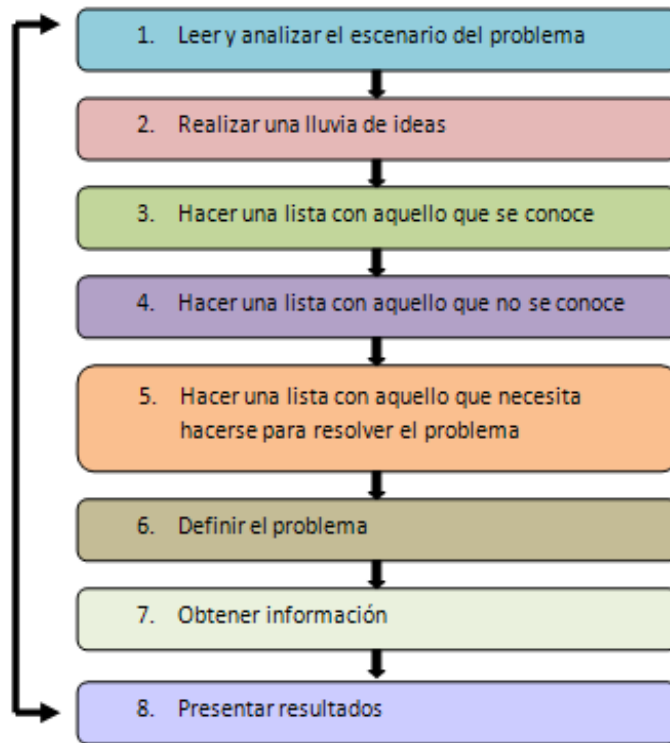 1. Leer y analizar el escenario del problema
2. Realizar una lluvia de ideas
3. Hacer una lista con aquello que se conoce
4. Hacer una lista con aquello que no se conoce
5. Hacer una lista con aquello que necesita
hacerse para resolver el problema
6. Definir el problema
7. Obtener información
8. Presentar resultados